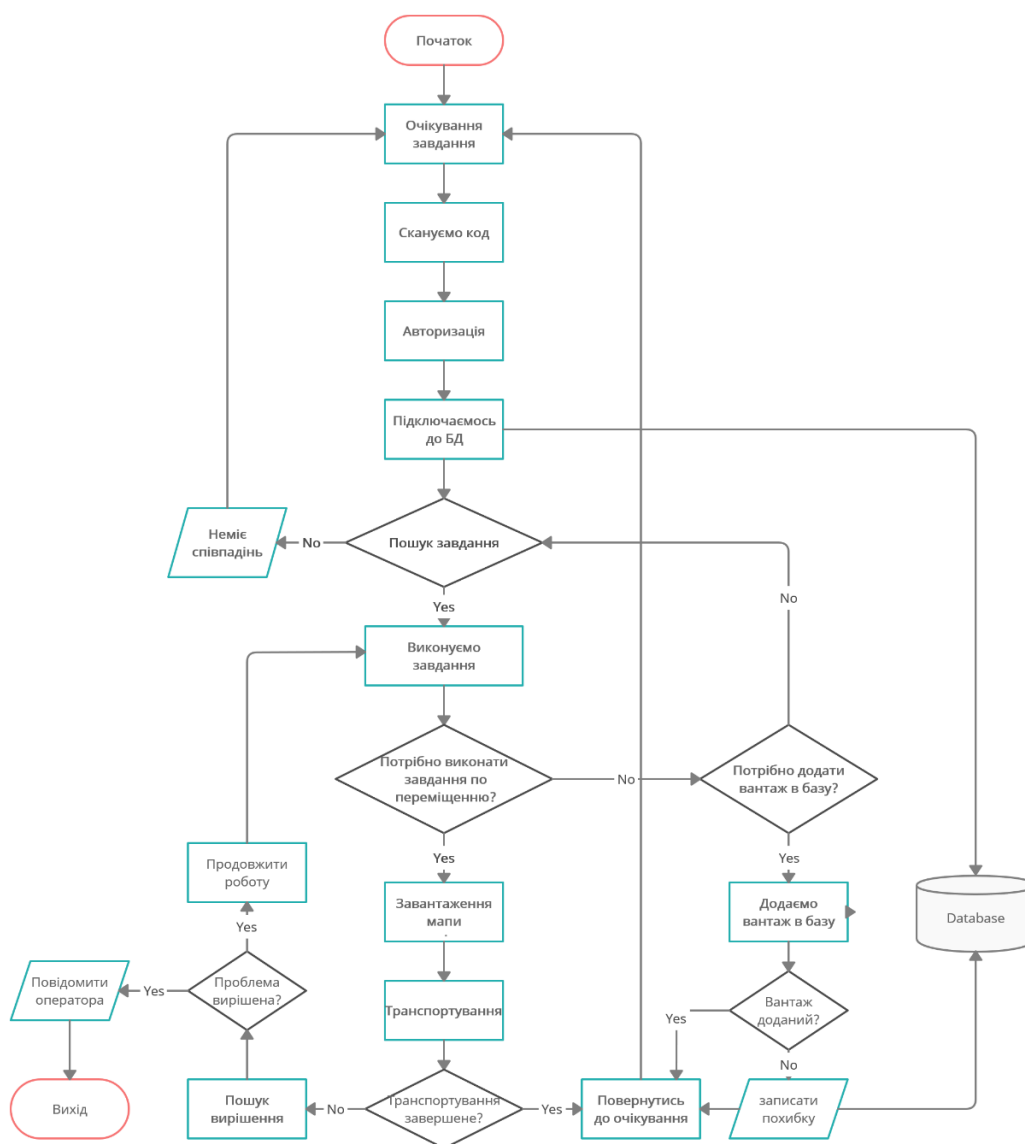 Початок
Очікування
завдання
Скануємо код
Авторизація
Підключаємось
до БД
Неміє
співпадінь
No
Пошук завдання
No
Yes
Виконуємо
завдання
Потрібно виконати
завдання по
переміщенню?
No
Потрібно додати
вантаж в базу?
Продовжити
роботу
Yes
Yes
Завантаження
мапи
Додаємо
вантаж в базу
Database
Yes
Повідомити
оператора
Yes
Проблема
вирішена?
Транспортування
Вантаж
доданий?
Yes
No
Вихід
Пошук
вирішення
No
Транспортування
завершене?
Yes
Повернутись
до очікування
записати
похибку